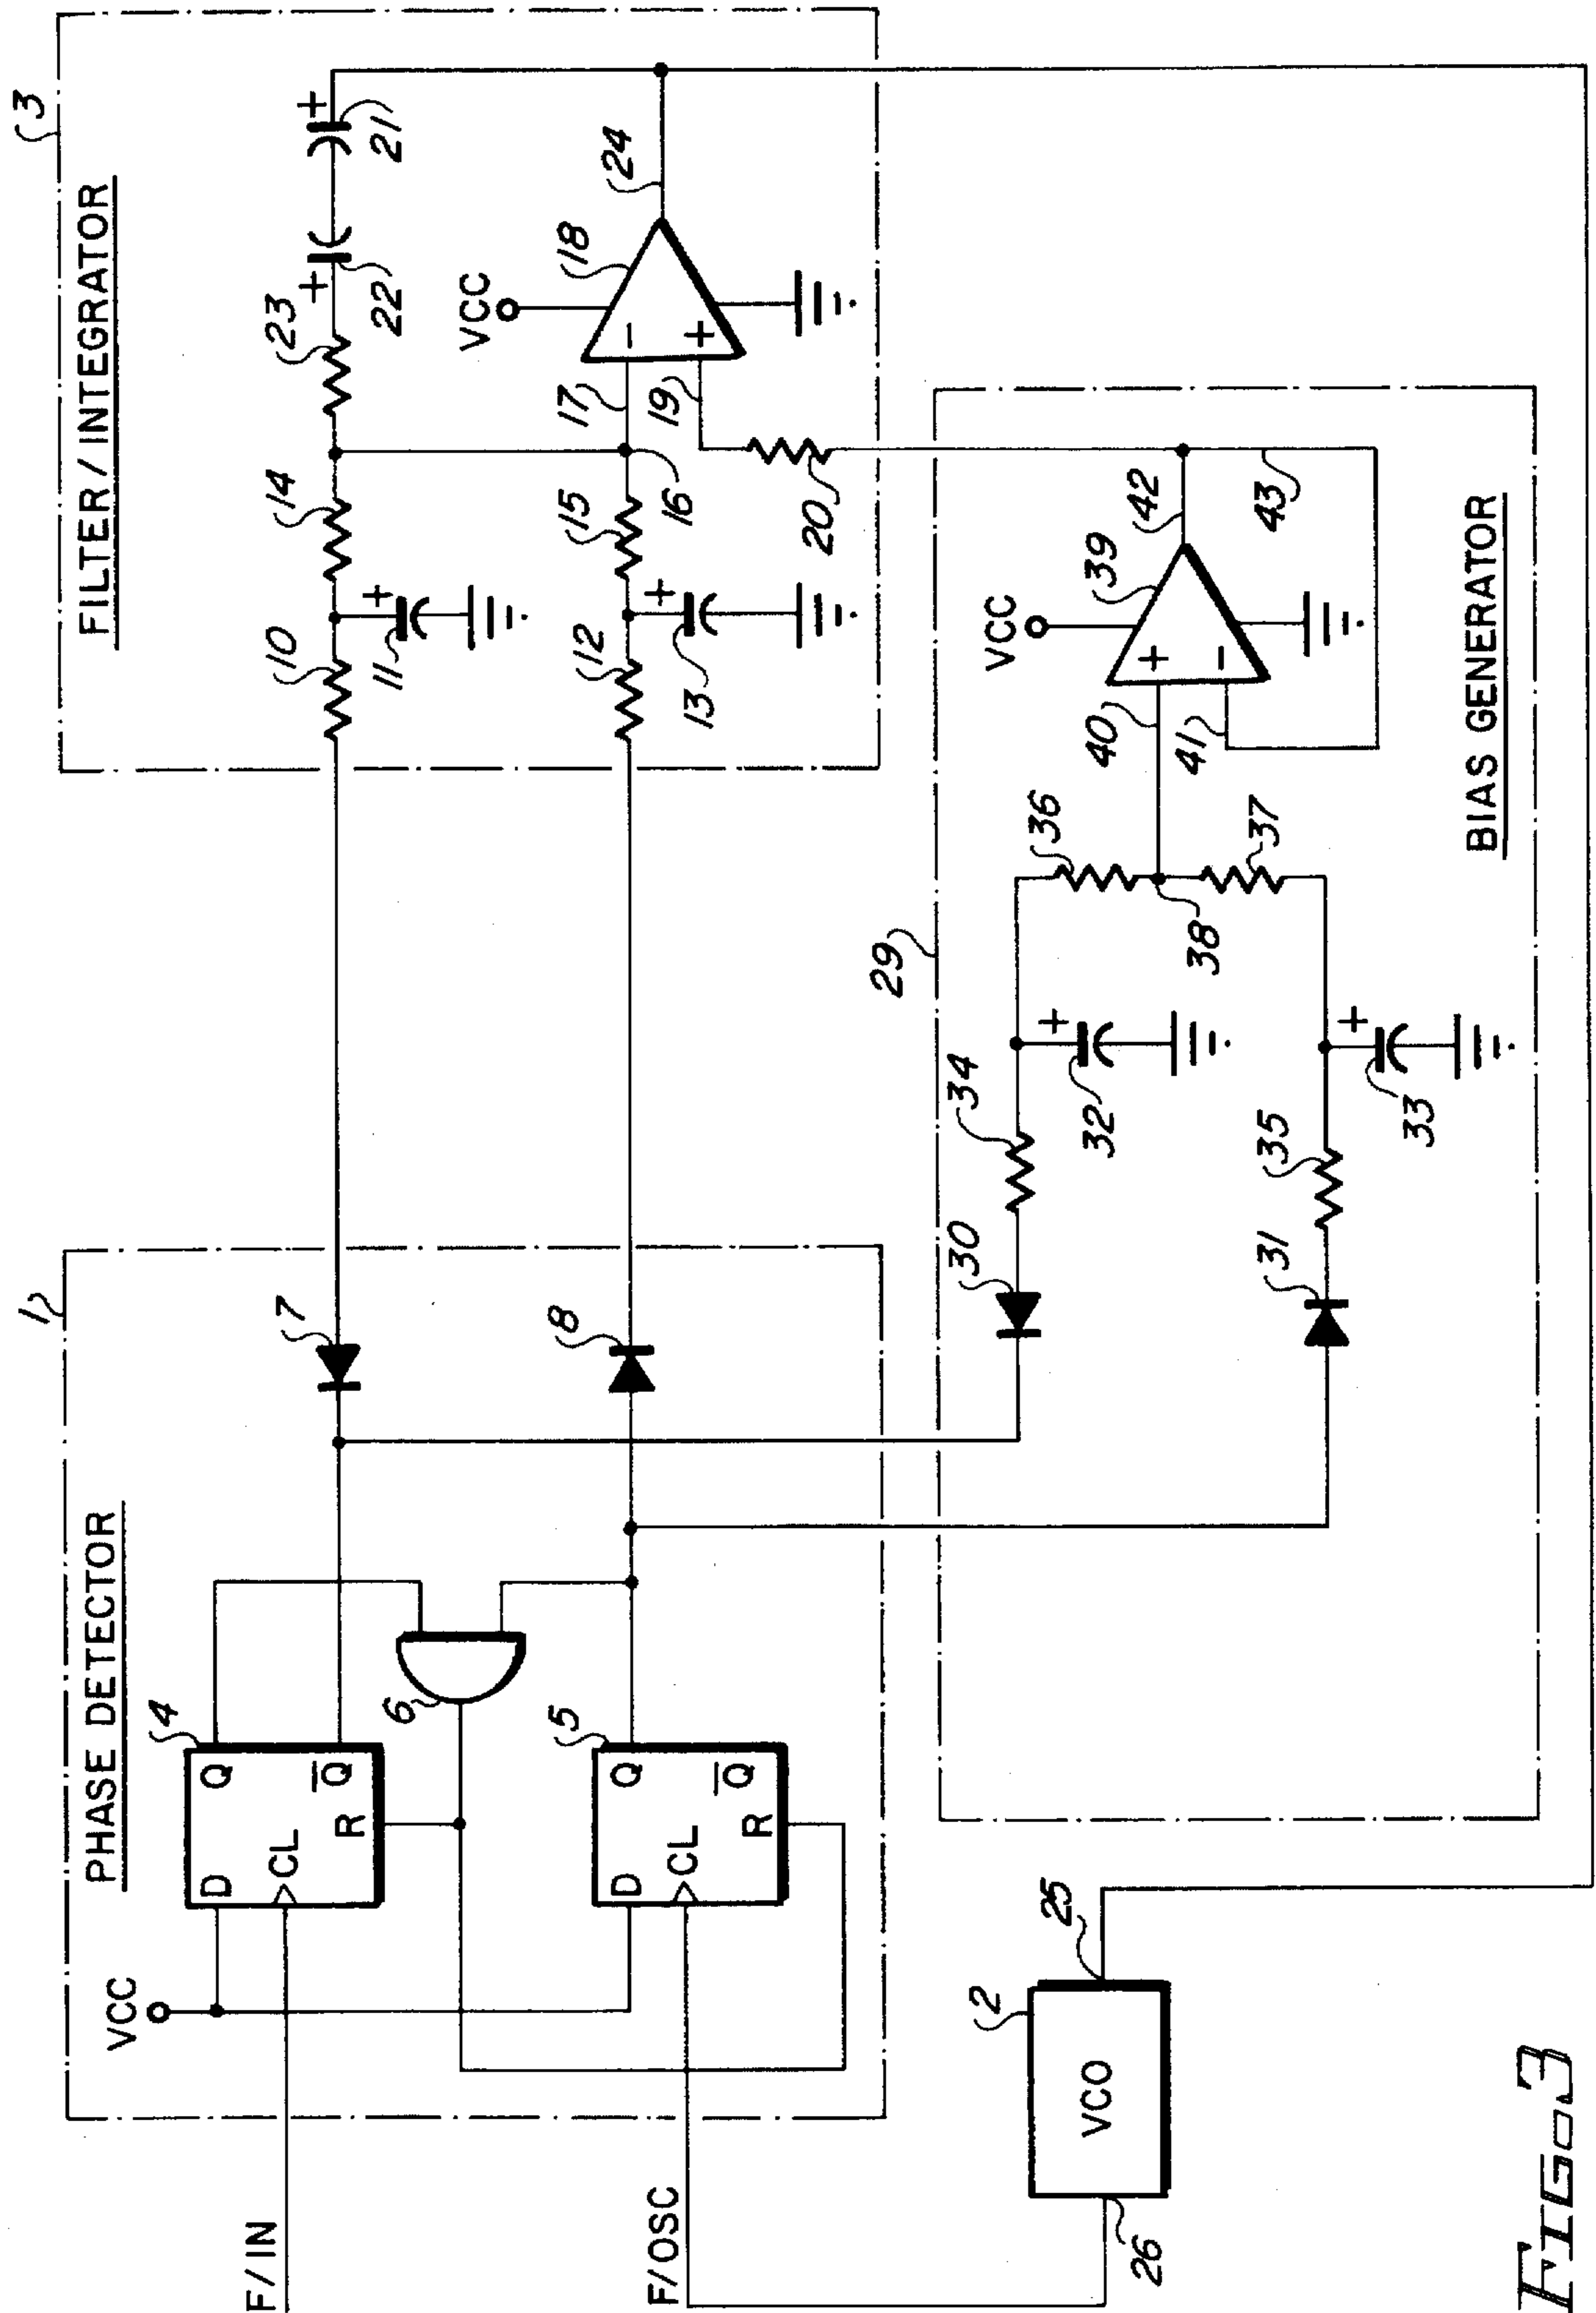 3
FILTER / INTEGRATOR
10
14
23
+
22
+
21
11
+
VCC
18
24
12
15
17
-
+
19
13
+
16
20
1
PHASE DETECTOR
7
8
VCC
4
D
Q
CL
Q
R
6
5
D
Q
CL
Q
R
F/IN
F/OSC
29
30
34
32
+
36
38
31
35
33
+
37
40
41
VCC
39
+
-
42
43
BIAS GENERATOR
2
VCO
25
26
FIG. 3